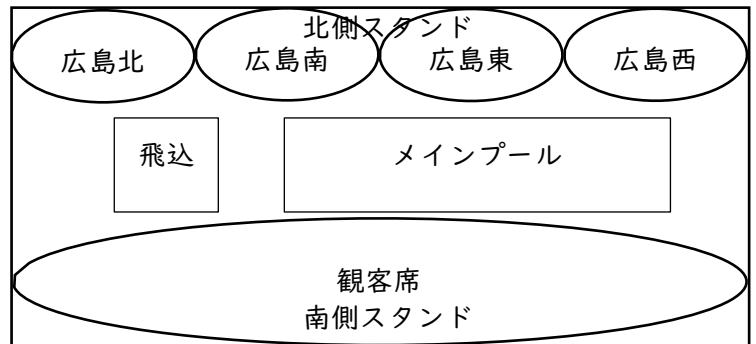 北側スタンド
広島北
広島南
広島東
広島西
飛込
メインプール
観客席
南側スタンド